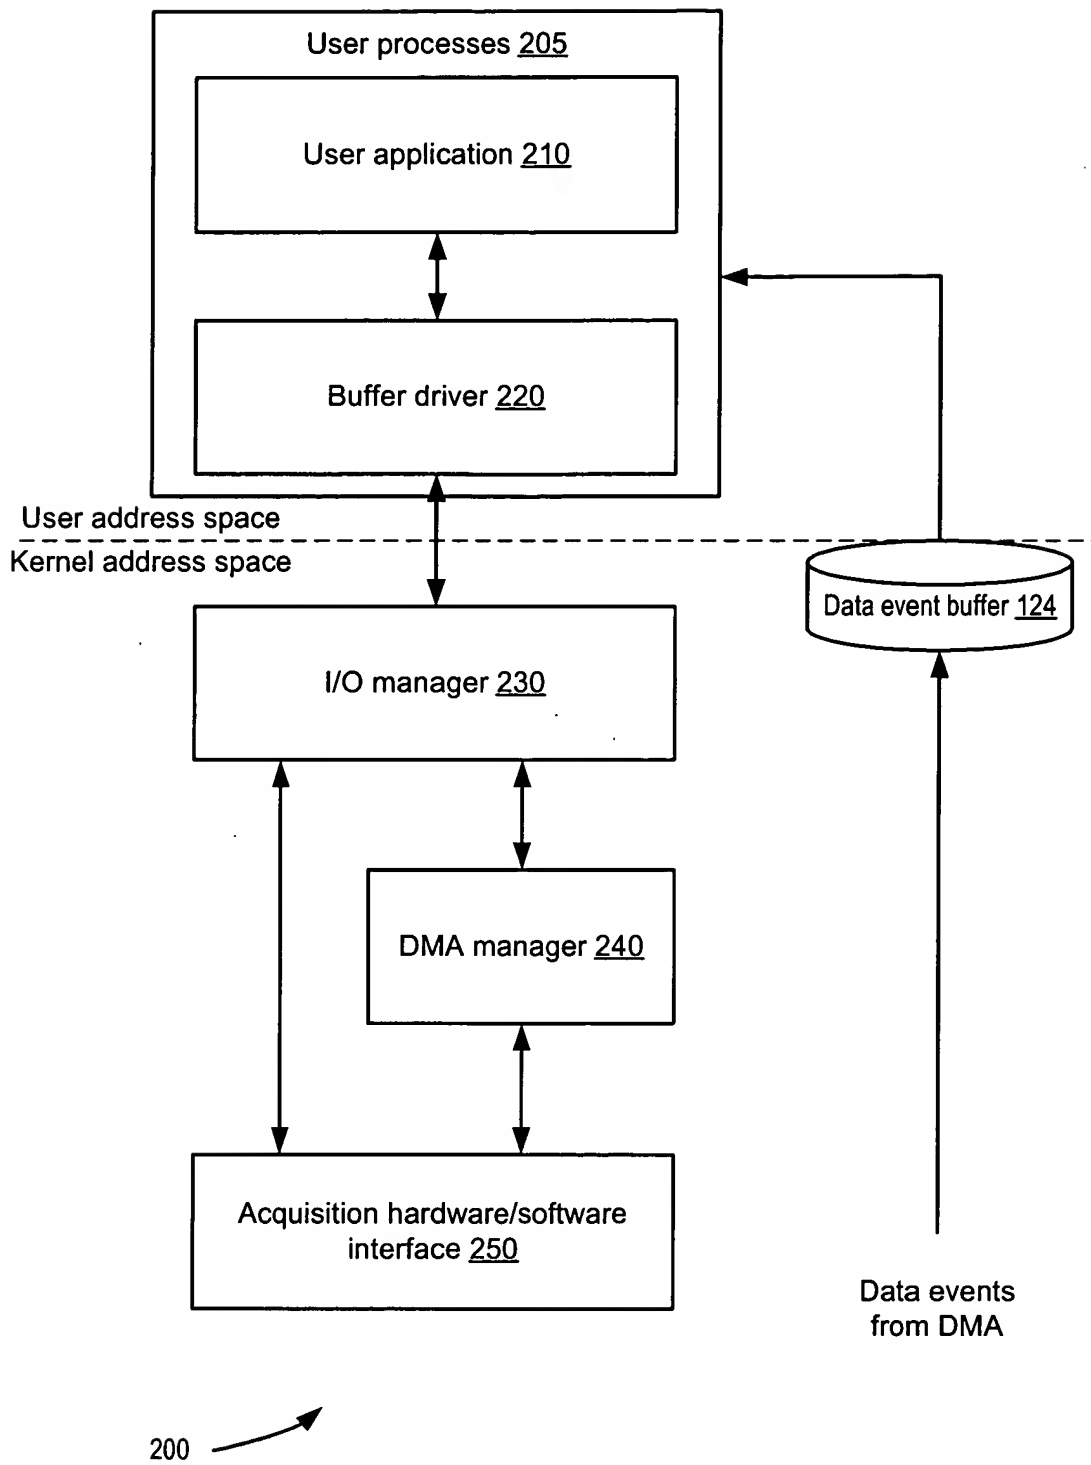 User processes 205
User application 210
Buffer driver 220
User address space
Kernel address space
Data event buffer 124
I/O manager 230
DMA manager 240
Acquisition hardware/software
interface 250
Data events
from DMA
200